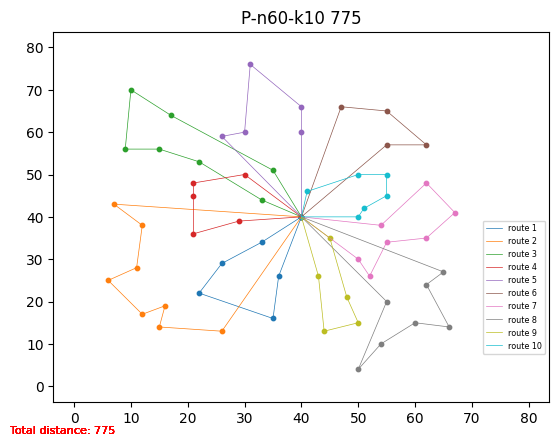 P-n60-k10 775
80
70
60
50
40
30
20
10
0
0 10 20 30 40 50 60 70 80
route 1
route 2
route 3
route 4
route 5
route 6
route 7
route 8
route 9
route 10
Total distance: 775